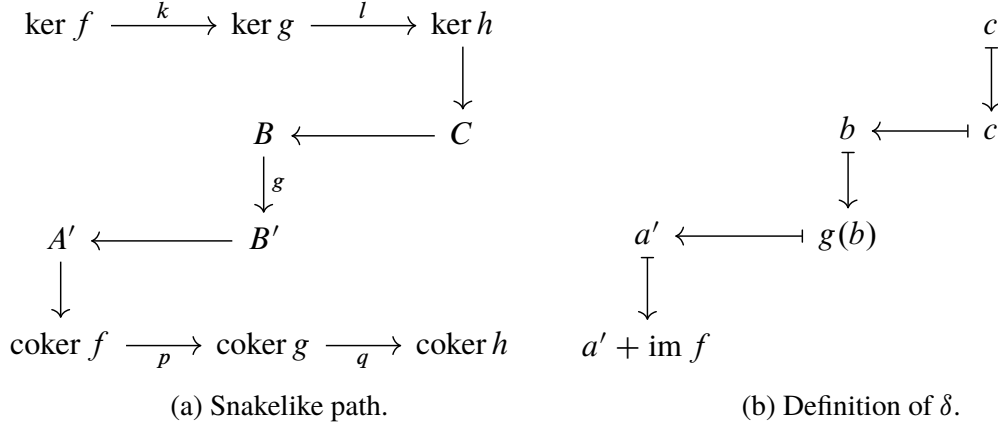 k l
ker f ker g ker h c
B C b c
g
A′ B′ a′ g(b)
coker f coker g coker h a′ + im f
p q
(a) Snakelike path. (b) Definition of δ.